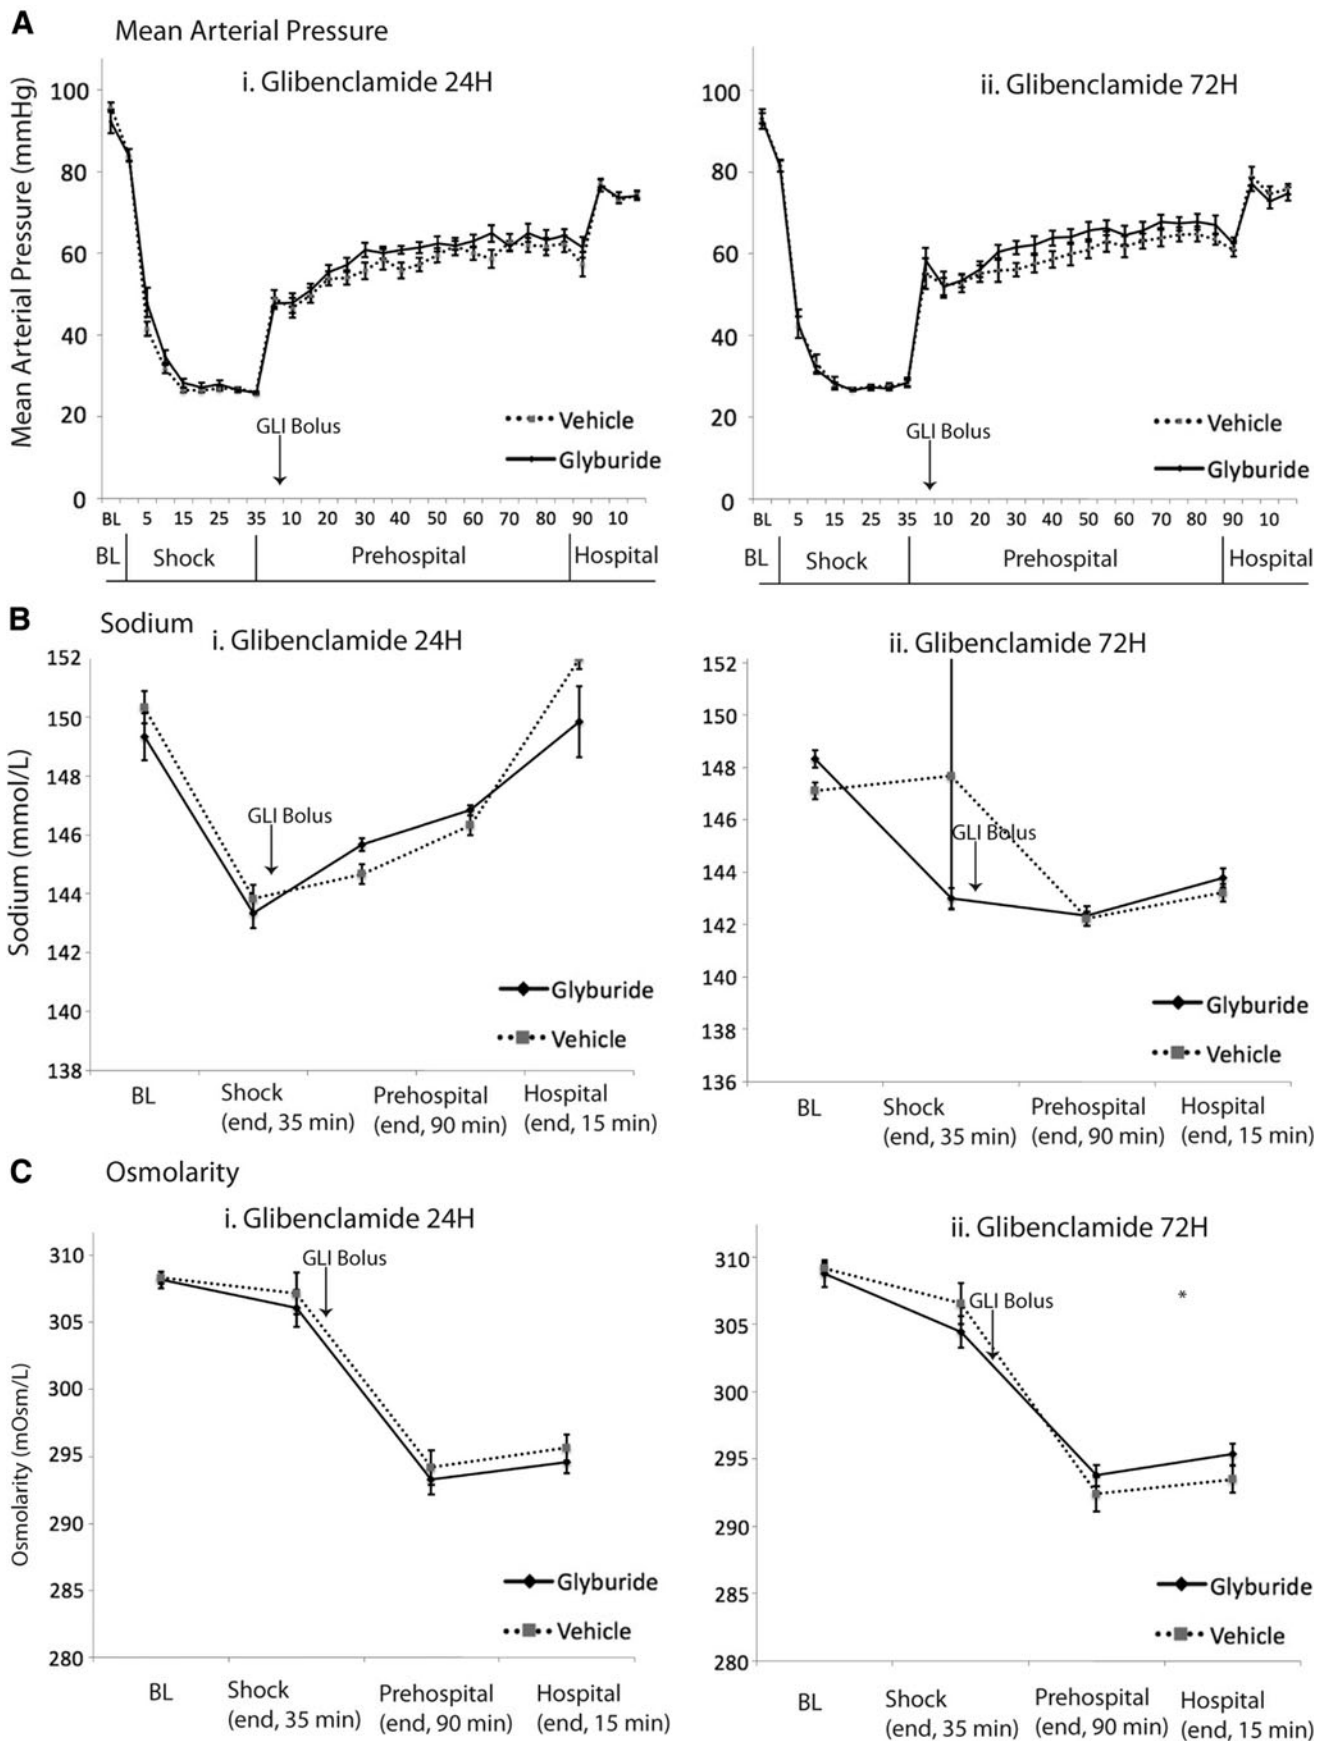 A
Mean Arterial Pressure
i. Glibenclamide 24H
Mean Arterial Pressure (mmHg)
100
80
60
40
20
0
GLI Bolus
Vehicle
Glyburide
BL 5 15 25 35 10 20 30 40 50 60 70 80 90 10
BL Shock Prehospital Hospital
ii. Glibenclamide 72H
100
80
60
40
20
0
GLI Bolus
Vehicle
Glyburide
BL 5 15 25 35 10 20 30 40 50 60 70 80 90 10
BL Shock Prehospital Hospital
B
Sodium
i. Glibenclamide 24H
Sodium (mmol/L)
152
150
148
146
144
142
140
138
GLI Bolus
Glyburide
Vehicle
BL Shock Prehospital Hospital
(end, 35 min) (end, 90 min) (end, 15 min)
ii. Glibenclamide 72H
152
150
148
146
144
142
140
138
136
GLI Bolus
Glyburide
Vehicle
BL Shock Prehospital Hospital
(end, 35 min) (end, 90 min) (end, 15 min)
C
Osmolarity
i. Glibenclamide 24H
Osmolarity (mOsm/L)
310
305
300
295
290
285
280
GLI Bolus
Glyburide
Vehicle
BL Shock Prehospital Hospital
(end, 35 min) (end, 90 min) (end, 15 min)
ii. Glibenclamide 72H
310
305
300
295
290
285
280
GLI Bolus
*
Glyburide
Vehicle
BL Shock Prehospital Hospital
(end, 35 min) (end, 90 min) (end, 15 min)